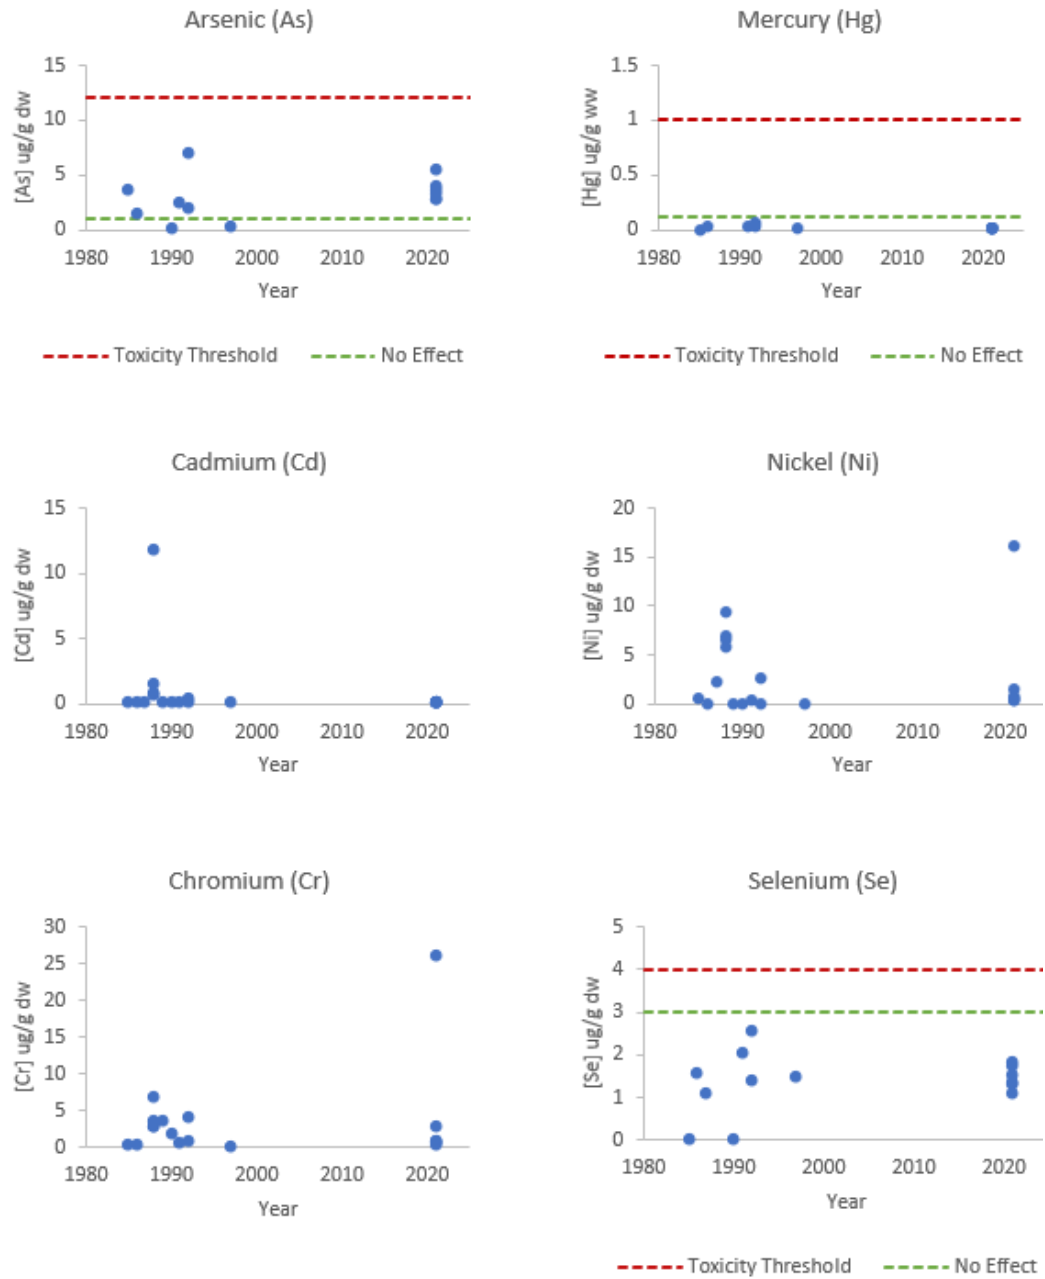 Arsenic (As)
15
10
5
0
[As] ug/g dw
1980 1990 2000 2010 2020
Year
Toxicity Threshold No Effect
Mercury (Hg)
1.5
1
0.5
0
[Hg] ug/g ww
1980 1990 2000 2010 2020
Year
Toxicity Threshold No Effect
Cadmium (Cd)
15
10
5
0
[Cd] ug/g dw
1980 1990 2000 2010 2020
Year
Nickel (Ni)
20
15
10
5
0
[Ni] ug/g dw
1980 1990 2000 2010 2020
Year
Chromium (Cr)
30
25
20
15
10
5
0
[Cr] ug/g dw
1980 1990 2000 2010 2020
Year
Selenium (Se)
5
4
3
2
1
0
[Se] ug/g dw
1980 1990 2000 2010 2020
Year
Toxicity Threshold No Effect